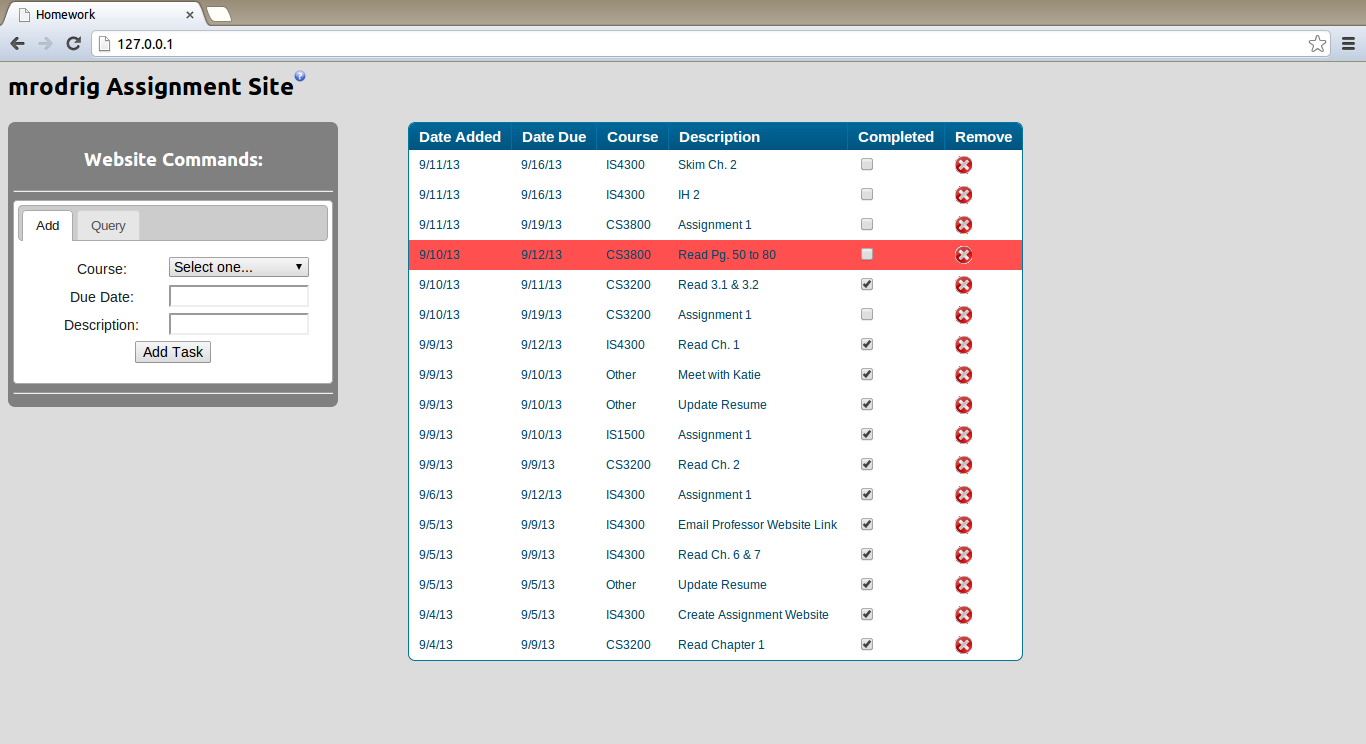 Homework
127.0.0.1
mrodrig Assignment Site?
Website Commands:
Add Query
Course: Select one...
Due Date:
Description:
Add Task
Date Added Date Due Course Description Completed Remove
9/11/13 9/16/13 IS4300 Skim Ch. 2
9/11/13 9/16/13 IS4300 IH 2
9/11/13 9/19/13 CS3800 Assignment 1
9/10/13 9/12/13 CS3800 Read Pg. 50 to 80
9/10/13 9/11/13 CS3200 Read 3.1 & 3.2
9/10/13 9/19/13 CS3200 Assignment 1
9/9/13 9/12/13 IS4300 Read Ch. 1
9/9/13 9/10/13 Other Meet with Katie
9/9/13 9/10/13 Other Update Resume
9/9/13 9/10/13 IS1500 Assignment 1
9/9/13 9/9/13 CS3200 Read Ch. 2
9/6/13 9/12/13 IS4300 Assignment 1
9/5/13 9/9/13 IS4300 Email Professor Website Link
9/5/13 9/9/13 IS4300 Read Ch. 6 & 7
9/5/13 9/5/13 Other Update Resume
9/4/13 9/5/13 IS4300 Create Assignment Website
9/4/13 9/9/13 CS3200 Read Chapter 1